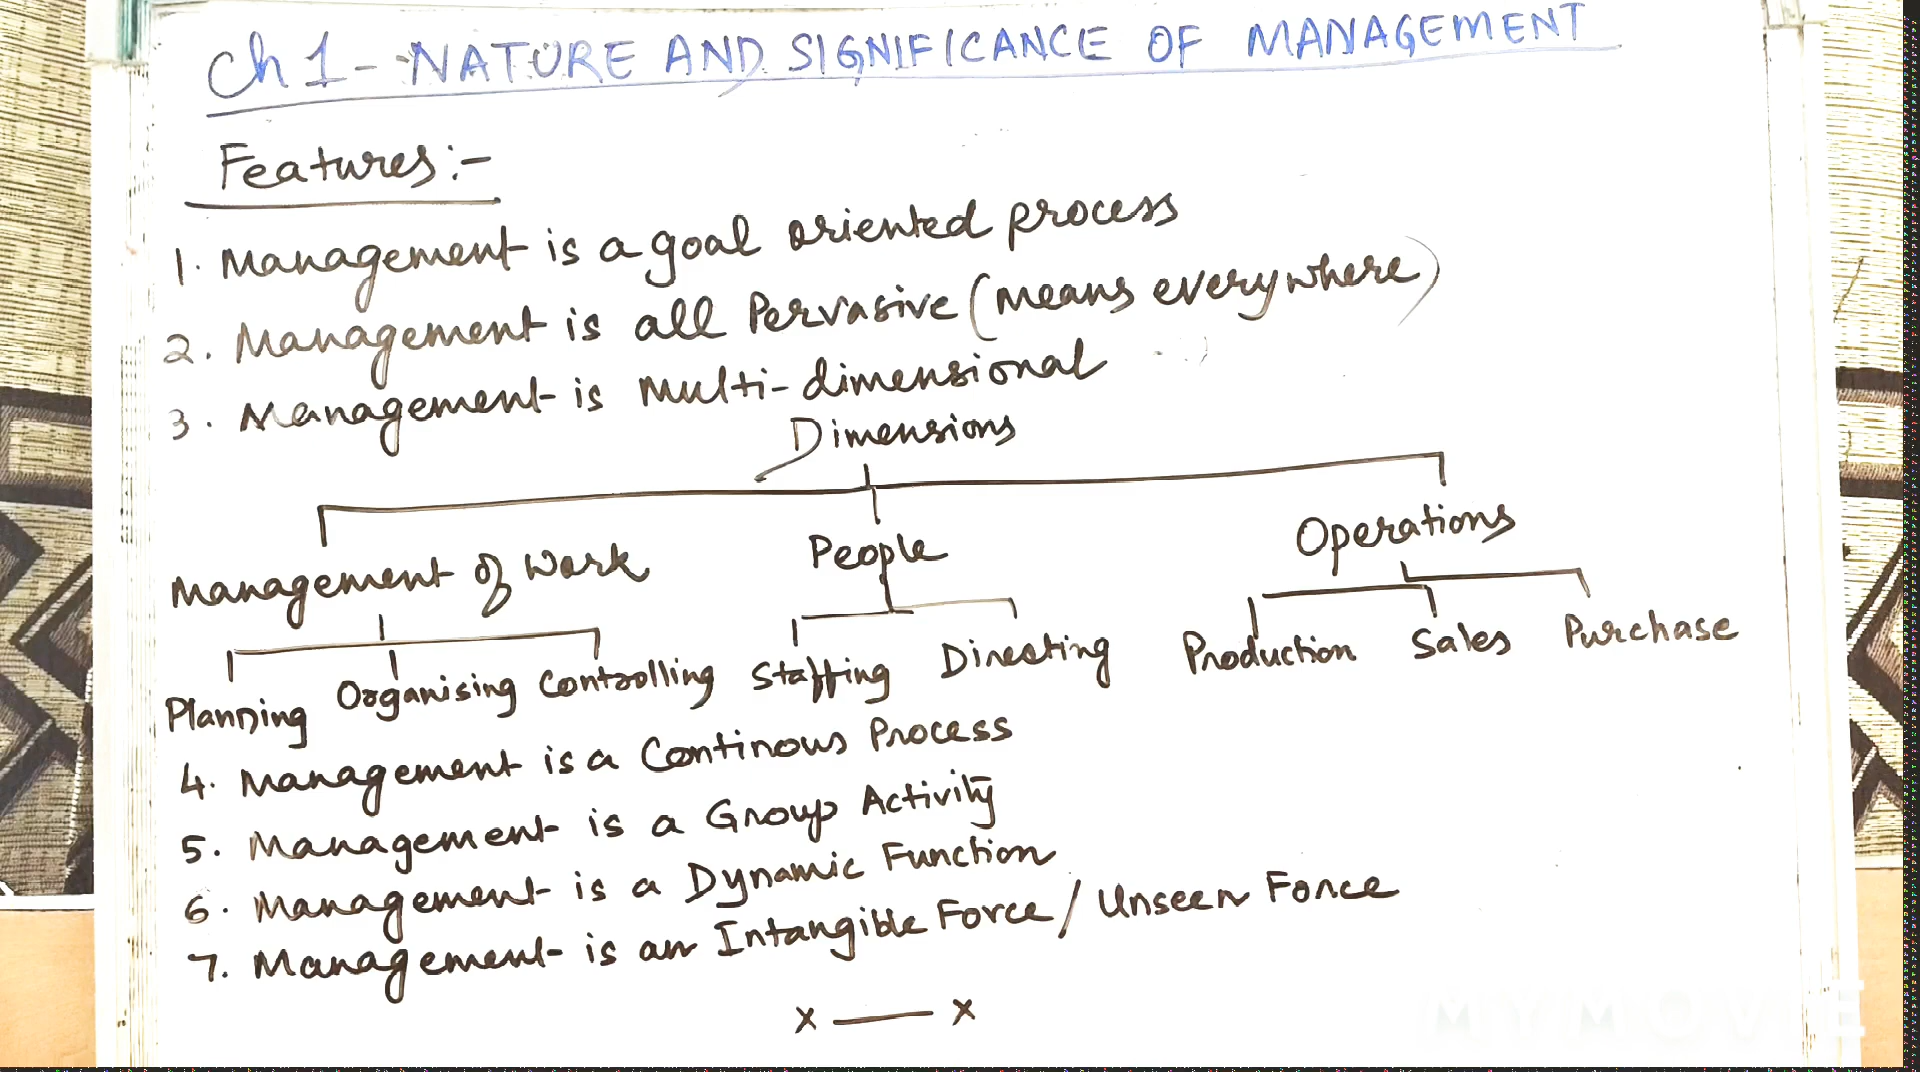 Ch 1 - NATURE AND SIGNIFICANCE OF MANAGEMENT
Features:-
1. Management is a goal oriented process
2. Management is all Pervasive (means everywhere)
3. Management is Multi-dimensional
Dimensions
Management of Work People Operations
Planning Organising Controlling Staffing Directing Production Sales Purchase
4. Management is a Continous Process
5. Management is a Group Activity
6. Management is a Dynamic Function
7. Management is an Intangible Force / Unseen Force
x — x
MYMOVIE